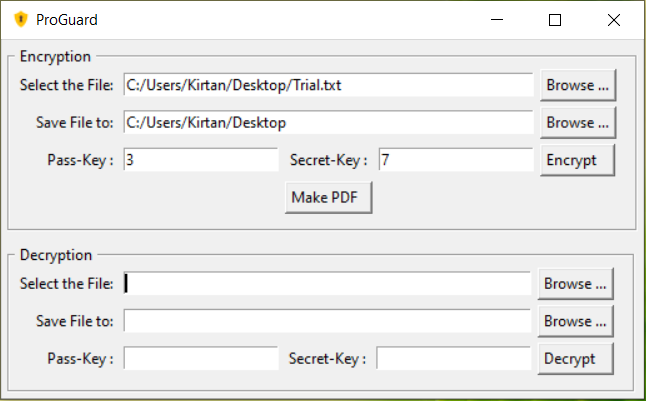 ProGuard
Encryption
Select the File: C:/Users/Kirtan/Desktop/Trial.txt Browse ...
Save File to: C:/Users/Kirtan/Desktop Browse ...
Pass-Key : 3 Secret-Key : 7 Encrypt
Make PDF
Decryption
Select the File: Browse ...
Save File to: Browse ...
Pass-Key : Secret-Key : Decrypt